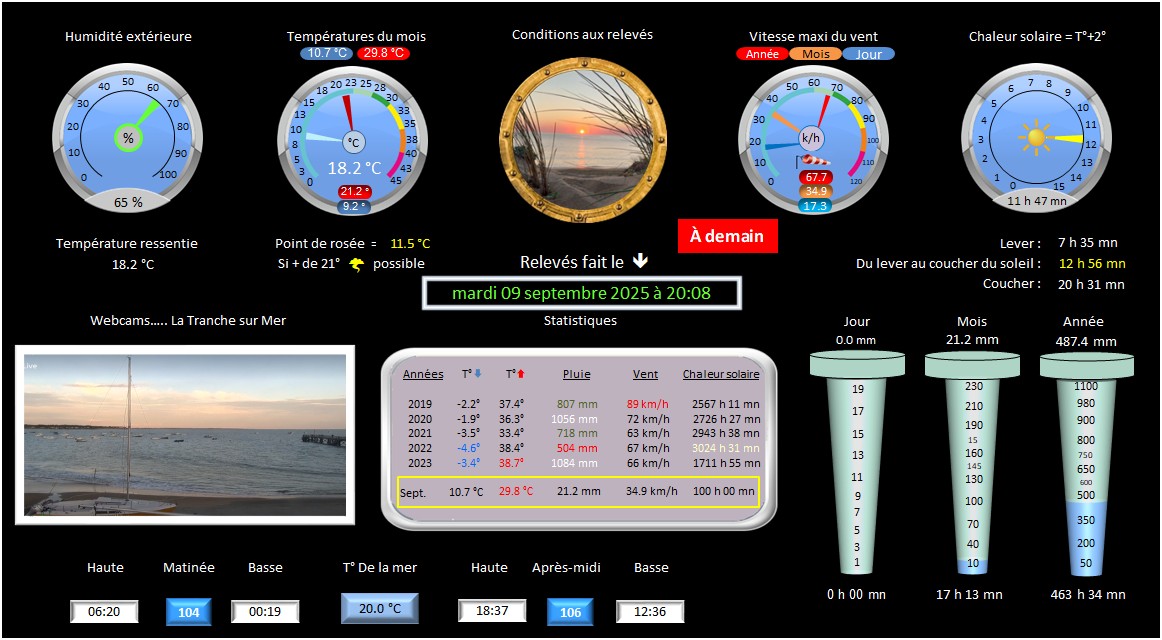 Humidité extérieure
Températures du mois
Conditions aux relevés
Vitesse maxi du vent
Chaleur solaire = T°+2°
10.7 °C 29.8 °C
Année Mois Jour
0 10 20 30 40 50 60 70 80 90 100
%
65 %
0 3 5 8 10 13 15 18 20 23 25 28 30 33 35 38 40 43 45
°C
18.2 °C
21.2 °
9.2 °
0 10 20 30 40 50 60 70 80 90 100 110 120
k/h
67.7
34.9
17.3
0 1 2 3 4 5 6 7 8 9 10 11 12 13 14 15
11 h 47 mn
Température ressentie
18.2 °C
Point de rosée = 11.5 °C
Si + de 21° possible
À demain
Relevés fait le
mardi 09 septembre 2025 à 20:08
Lever : 7 h 35 mn
Du lever au coucher du soleil : 12 h 56 mn
Coucher : 20 h 31 mn
Webcams..... La Tranche sur Mer
Live
Statistiques
Années T° T° Pluie Vent Chaleur solaire
2019 -2.2° 37.4° 807 mm 89 km/h 2567 h 11 mn
2020 -1.9° 36.3° 1056 mm 72 km/h 2726 h 27 mn
2021 -3.5° 33.4° 718 mm 63 km/h 2943 h 38 mn
2022 -4.6° 38.4° 504 mm 67 km/h 3024 h 31 mn
2023 -3.4° 38.7° 1084 mm 66 km/h 1711 h 55 mn
Sept. 10.7 °C 29.8 °C 21.2 mm 34.9 km/h 100 h 00 mn
Jour
0.0 mm
19
17
15
13
11
9
7
5
3
1
0 h 00 mn
Mois
21.2 mm
230
210
190
15
160
145
130
100
70
40
10
17 h 13 mn
Année
487.4 mm
1100
980
900
800
750
650
600
500
350
200
50
463 h 34 mn
Haute Matinée Basse T° De la mer Haute Après-midi Basse
06:20 104 00:19 20.0 °C 18:37 106 12:36